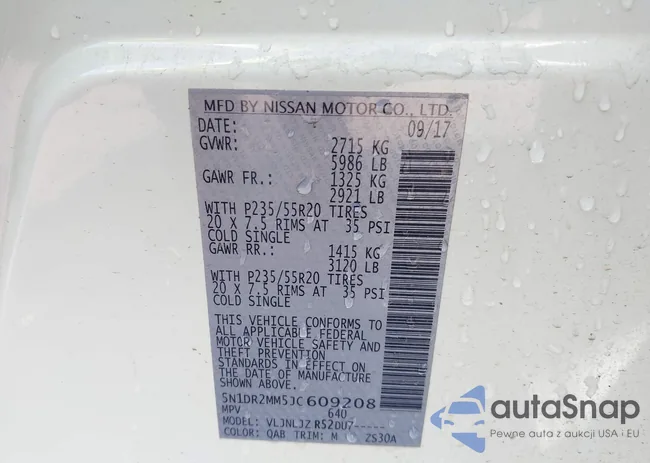 MFD BY NISSAN MOTOR CO., LTD.
DATE: 09/17
GVWR: 2715 KG
5986 LB
GAWR FR.: 1325 KG
2921 LB
WITH P235/55R20 TIRES
20 X 7.5 RIMS AT 35 PSI
COLD SINGLE
GAWR RR.: 1415 KG
3120 LB
WITH P235/55R20 TIRES
20 X 7.5 RIMS AT 35 PSI
COLD SINGLE
THIS VEHICLE CONFORMS TO
ALL APPLICABLE FEDERAL
MOTOR VEHICLE SAFETY AND
THEFT PREVENTION
STANDARDS IN EFFECT ON
THE DATE OF MANUFACTURE
SHOWN ABOVE.
5N1DR2MM5JC609208
MPV 640
MODEL: VLJNLJZ R52DU7-----
COLOR: QAB TRIM: M ZS30A
autoSnap
Pewne auta z aukcji USA i EU